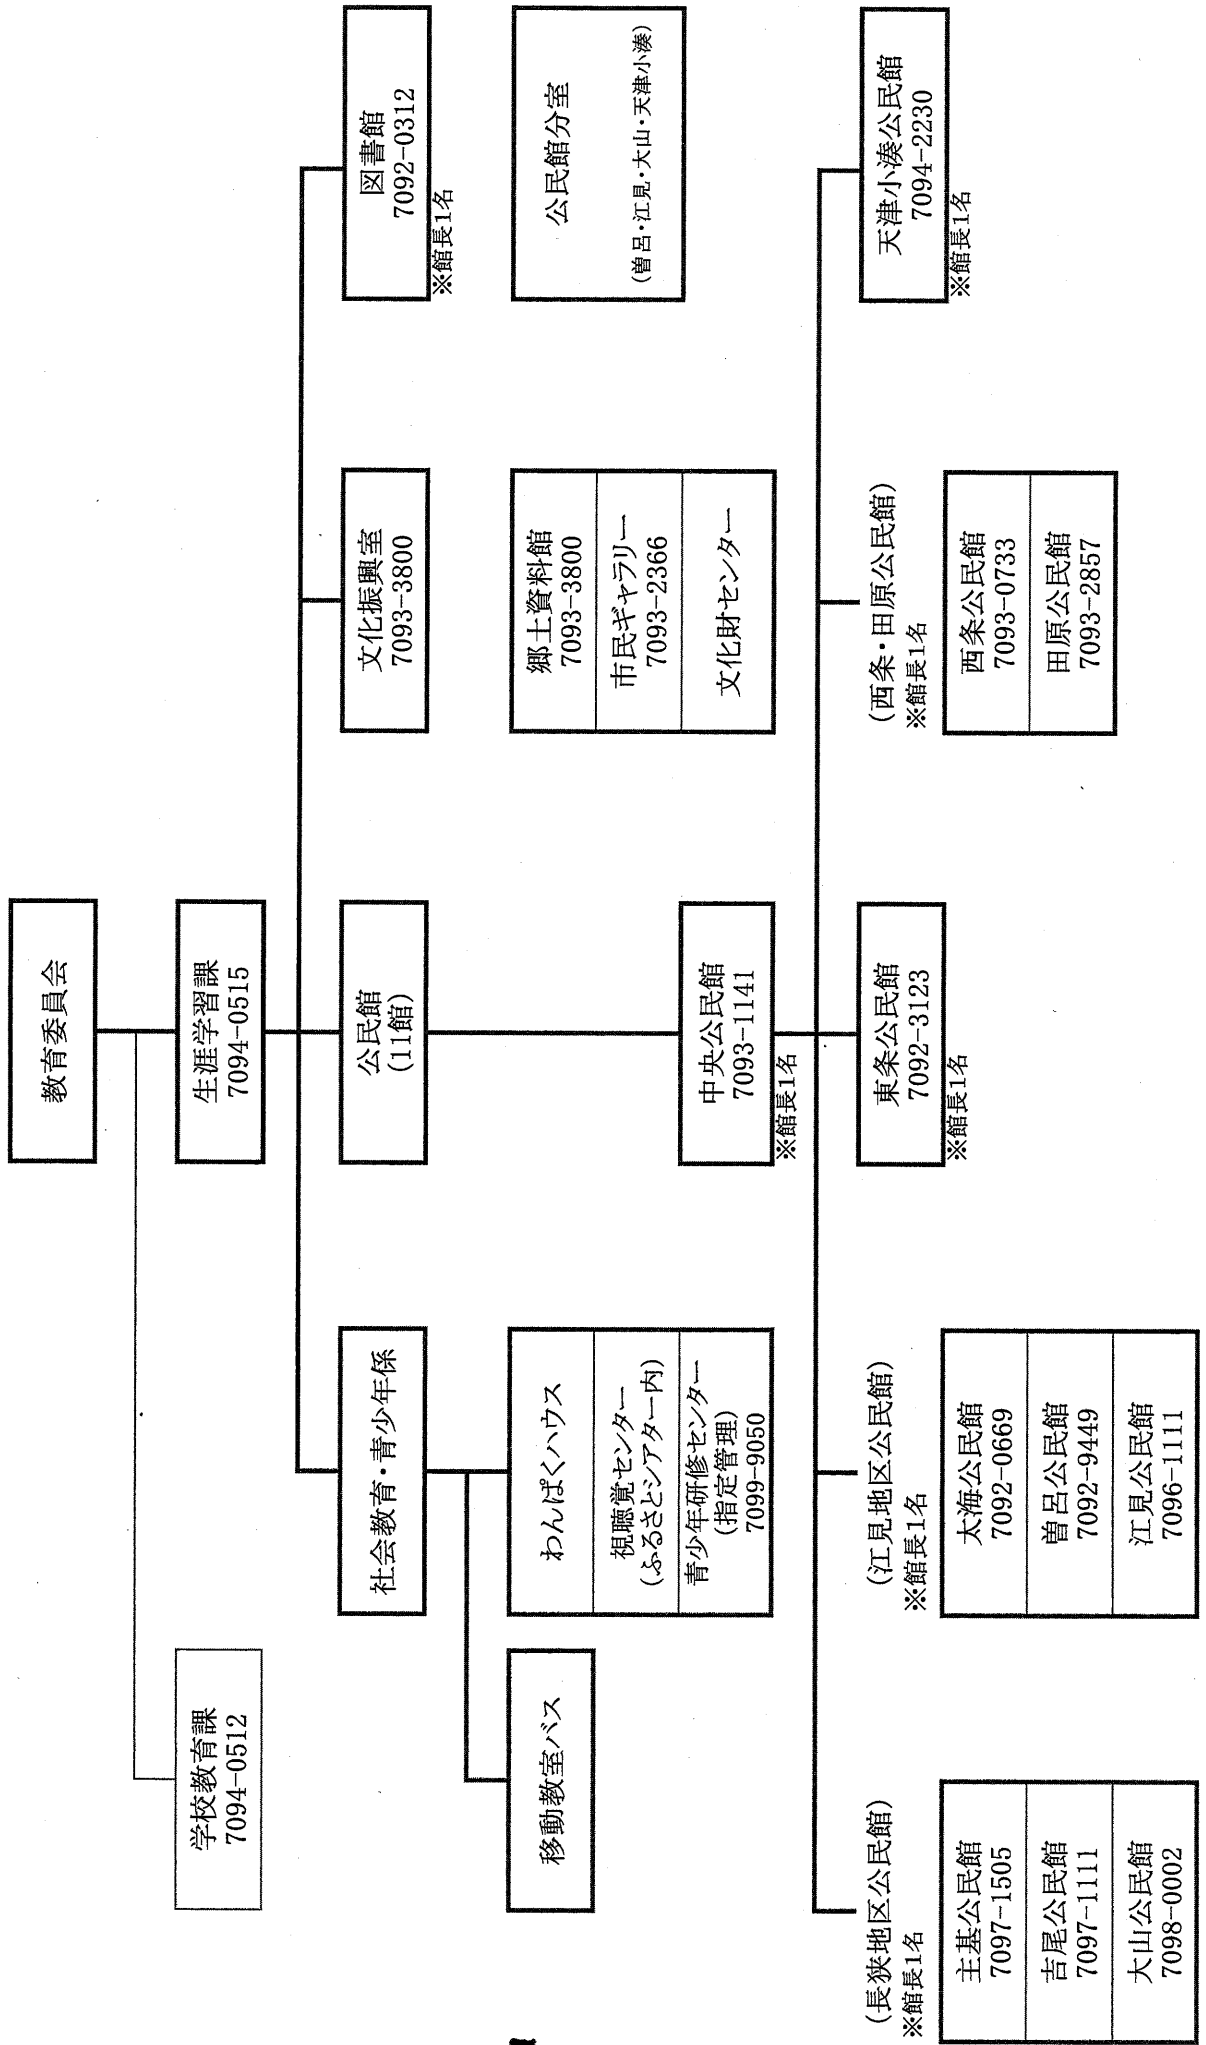 教育委員会
学校教育課
7094-0512
生涯学習課
7094-0515
社会教育・青少年係
公民館
(11館)
文化振興室
7093-3800
図書館
7092-0312
※館長1名
移動教室バス
わんぱくハウス
視聴覚センター
(ふるさとシアター内)
青少年研修センター
(指定管理)
7099-9050
郷土資料館
7093-3800
市民ギャラリー
7093-2366
文化財センター
公民館分室
(曽呂・江見・大山・天津小湊)
中央公民館
7093-1141
※館長1名
(長狭地区公民館)
※館長1名
主基公民館
7097-1505
吉尾公民館
7097-1111
大山公民館
7098-0002
(江見地区公民館)
※館長1名
太海公民館
7092-0669
曽呂公民館
7092-9449
江見公民館
7096-1111
東条公民館
7092-3123
※館長1名
(西条・田原公民館)
※館長1名
西条公民館
7093-0733
田原公民館
7093-2857
天津小湊公民館
7094-2230
※館長1名